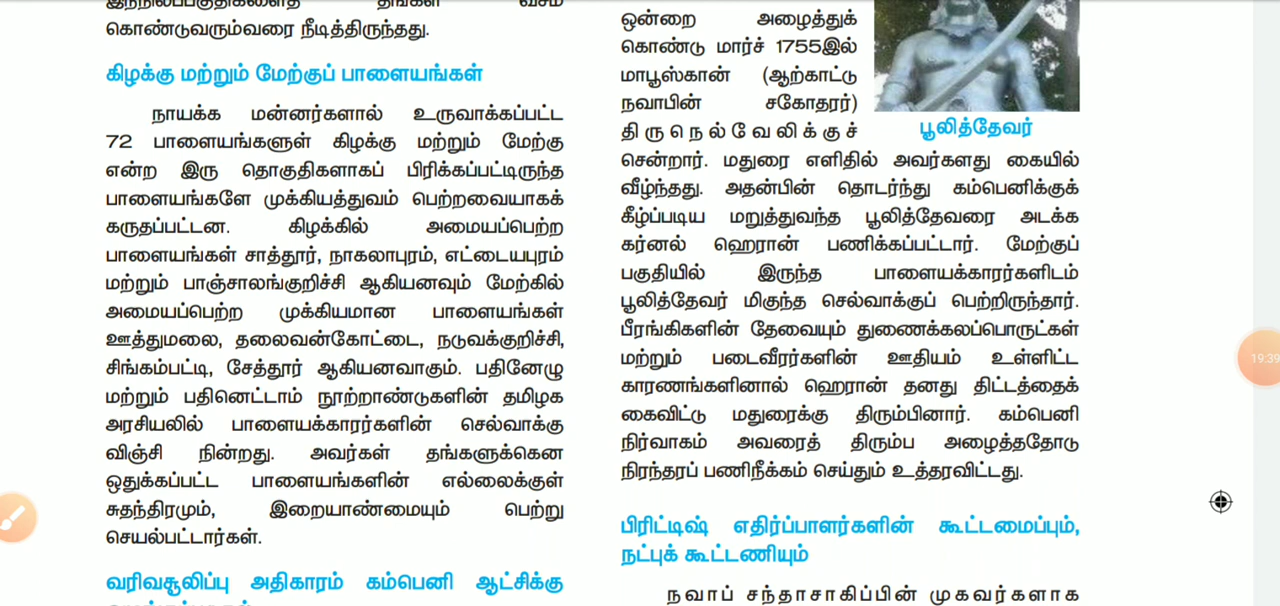 கொண்டுவரும்வரை நீடித்திருந்தது.
கிழக்கு மற்றும் மேற்குப் பாளையங்கள்
நாயக்க மன்னர்களால் உருவாக்கப்பட்ட
72 பாளையங்களுள் கிழக்கு மற்றும் மேற்கு
என்ற இரு தொகுதிகளாகப் பிரிக்கப்பட்டிருந்த
பாளையங்களே முக்கியத்துவம் பெற்றவையாகக்
கருதப்பட்டன. கிழக்கில் அமையப்பெற்ற
பாளையங்கள் சாத்தூர், நாகலாபுரம், எட்டையபுரம்
மற்றும் பாஞ்சாலங்குறிச்சி ஆகியனவும் மேற்கில்
அமையப்பெற்ற முக்கியமான பாளையங்கள்
ஊத்துமலை, தலைவன்கோட்டை, நடுவக்குறிச்சி,
சிங்கம்பட்டி, சேத்தூர் ஆகியனவாகும். பதினேழு
மற்றும் பதினெட்டாம் நூற்றாண்டுகளின் தமிழக
அரசியலில் பாளையக்காரர்களின் செல்வாக்கு
விஞ்சி நின்றது. அவர்கள் தங்களுக்கென
ஒதுக்கப்பட்ட பாளையங்களின் எல்லைக்குள்
சுதந்திரமும், இறையாண்மையும் பெற்று
செயல்பட்டார்கள்.
வரிவசூலிப்பு அதிகாரம் கம்பெனி ஆட்சிக்கு
ஒன்றை அழைத்துக்
கொண்டு மார்ச் 1755இல்
மாபூஸ்கான் (ஆற்காட்டு
நவாபின் சகோதரர்)
திருநெல்வேலிக்குச்
பூலித்தேவர்
சென்றார். மதுரை எளிதில் அவர்களது கையில்
வீழ்ந்தது. அதன்பின் தொடர்ந்து கம்பெனிக்குக்
கீழ்ப்படிய மறுத்துவந்த பூலித்தேவரை அடக்க
கர்னல் ஹெரான் பணிக்கப்பட்டார். மேற்குப்
பகுதியில் இருந்த பாளையக்காரர்களிடம்
பூலித்தேவர் மிகுந்த செல்வாக்குப் பெற்றிருந்தார்.
பீரங்கிகளின் தேவையும் துணைக்கலப்பொருட்கள்
மற்றும் படைவீரர்களின் ஊதியம் உள்ளிட்ட
காரணங்களினால் ஹெரான் தனது திட்டத்தைக்
கைவிட்டு மதுரைக்கு திரும்பினார். கம்பெனி
நிர்வாகம் அவரைத் திரும்ப அழைத்ததோடு
நிரந்தரப் பணிநீக்கம் செய்தும் உத்தரவிட்டது.
பிரிட்டிஷ் எதிர்ப்பாளர்களின் கூட்டமைப்பும்,
நட்புக் கூட்டணியும்
நவாப் சந்தாசாகிப்பின் முகவர்களாக
19:39